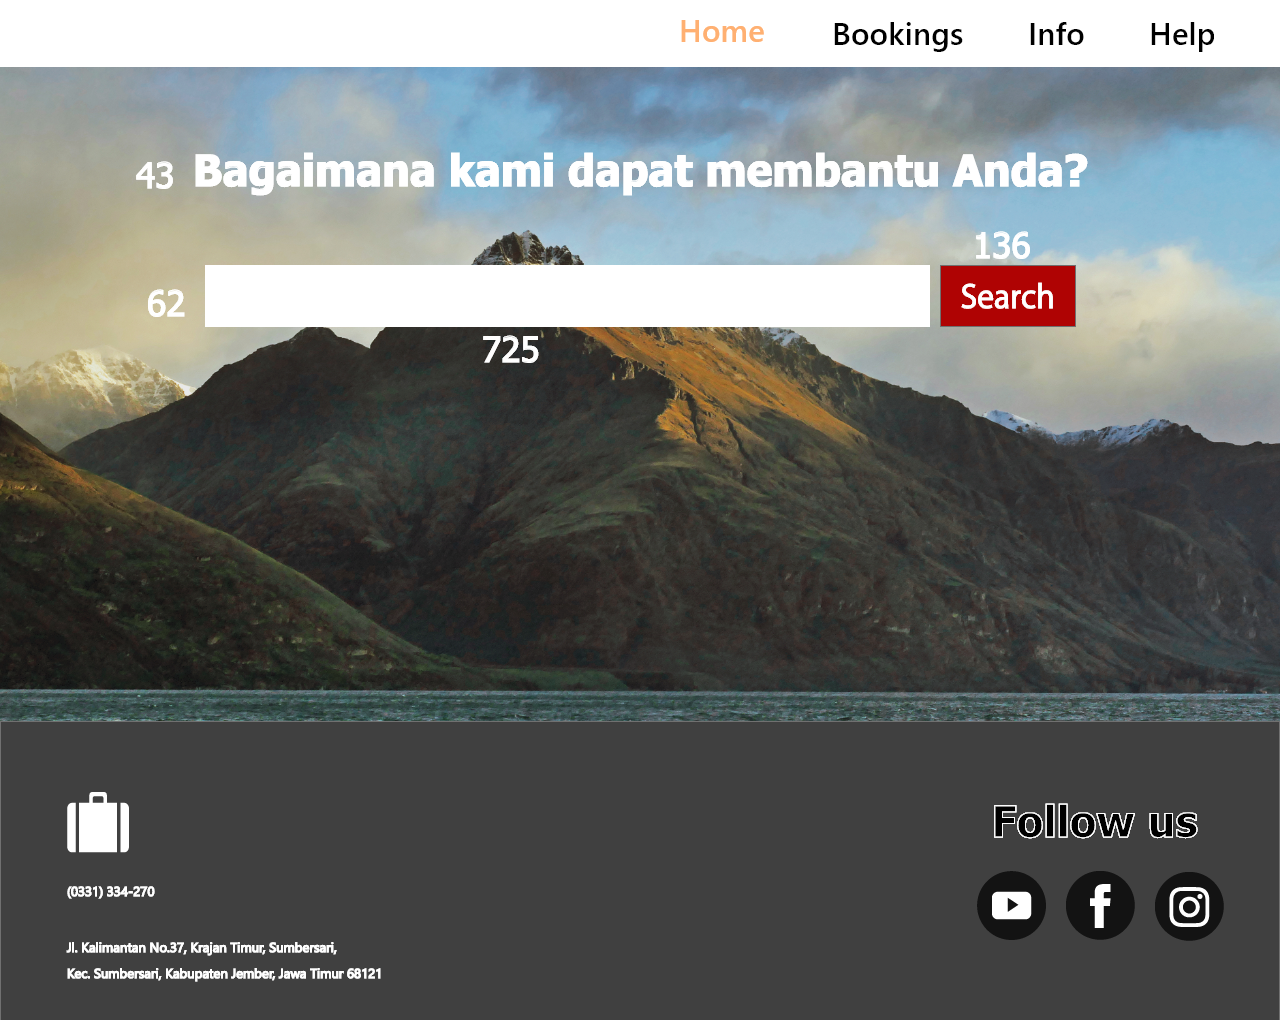 Home Bookings Info Help
43 Bagaimana kami dapat membantu Anda?
136
62 Search
725
Follow us
(0331) 334-270
Jl. Kalimantan No.37, Krajan Timur, Sumbersari,
Kec. Sumbersari, Kabupaten Jember, Jawa Timur 68121